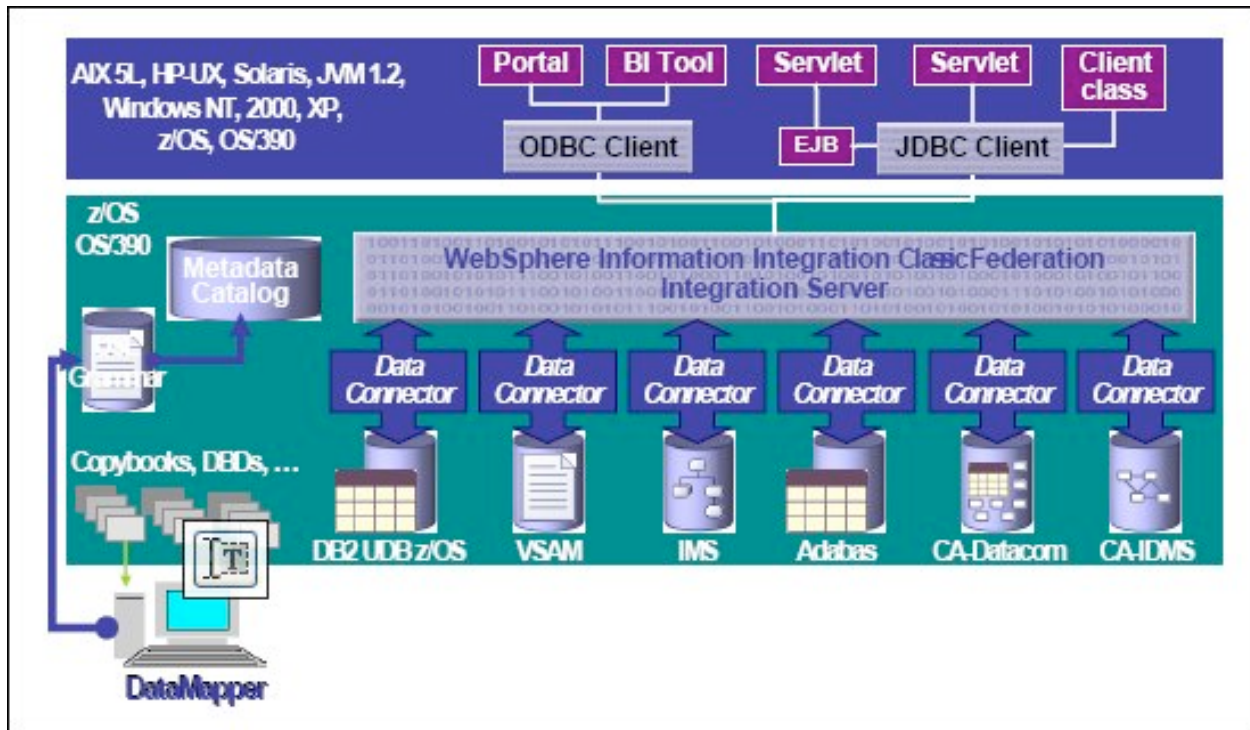 AIX 5L, HP-UX, Solaris, JVM 1.2,
Windows NT, 2000, XP,
z/OS, OS/390
Portal
BI Tool
Servlet
Servlet
Client
class
ODBC Client
EJB
JDBC Client
z/OS
OS/390
Metadata
Catalog
WebSphere Information Integration Classic Federation
Integration Server
Grammar
Data
Connector
Data
Connector
Data
Connector
Data
Connector
Data
Connector
Data
Connector
Copybooks, DBDs, ...
T
DB2 UDB z/OS
VSAM
IMS
Adabas
CA-Datacom
CA-IDMS
DataMapper